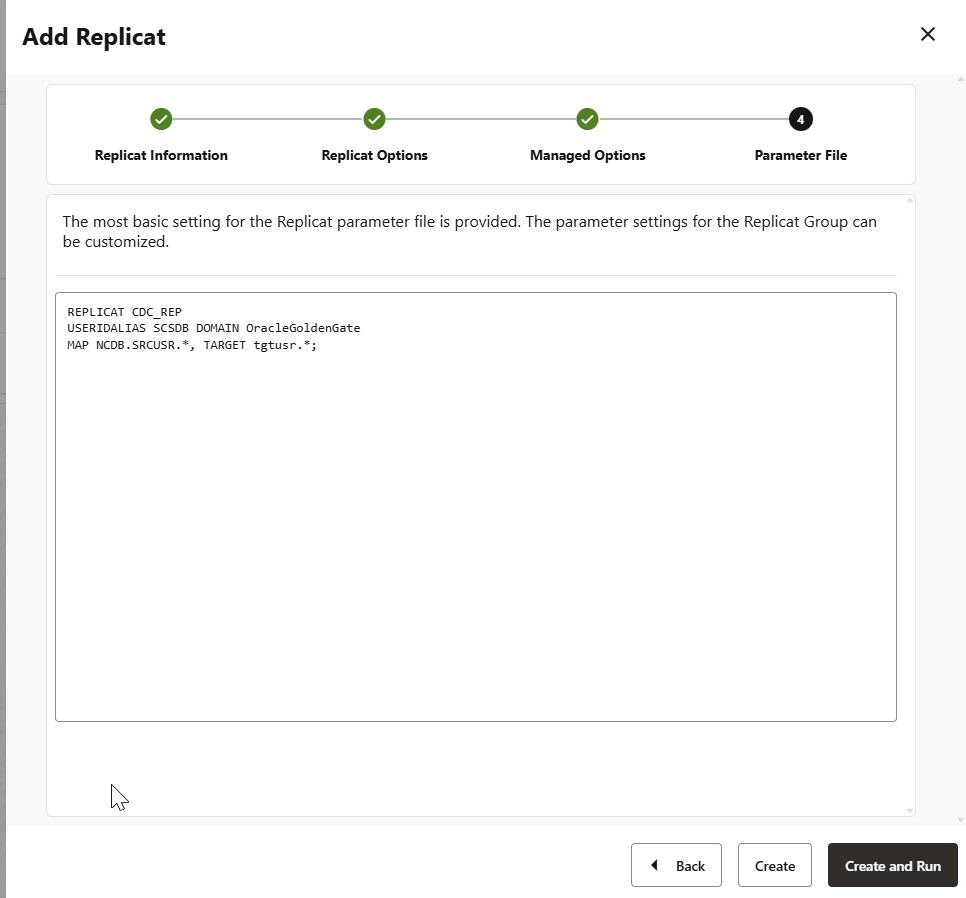 Add Replicat
4
Replicat Information
Replicat Options
Managed Options
Parameter File
The most basic setting for the Replicat parameter file is provided. The parameter settings for the Replicat Group can
be customized.
REPLICAT CDC_REP
USERIDALIAS SCSDB DOMAIN OracleGoldenGate
MAP NCDB.SRCUSR.*, TARGET tgtusr.*;
Back
Create
Create and Run